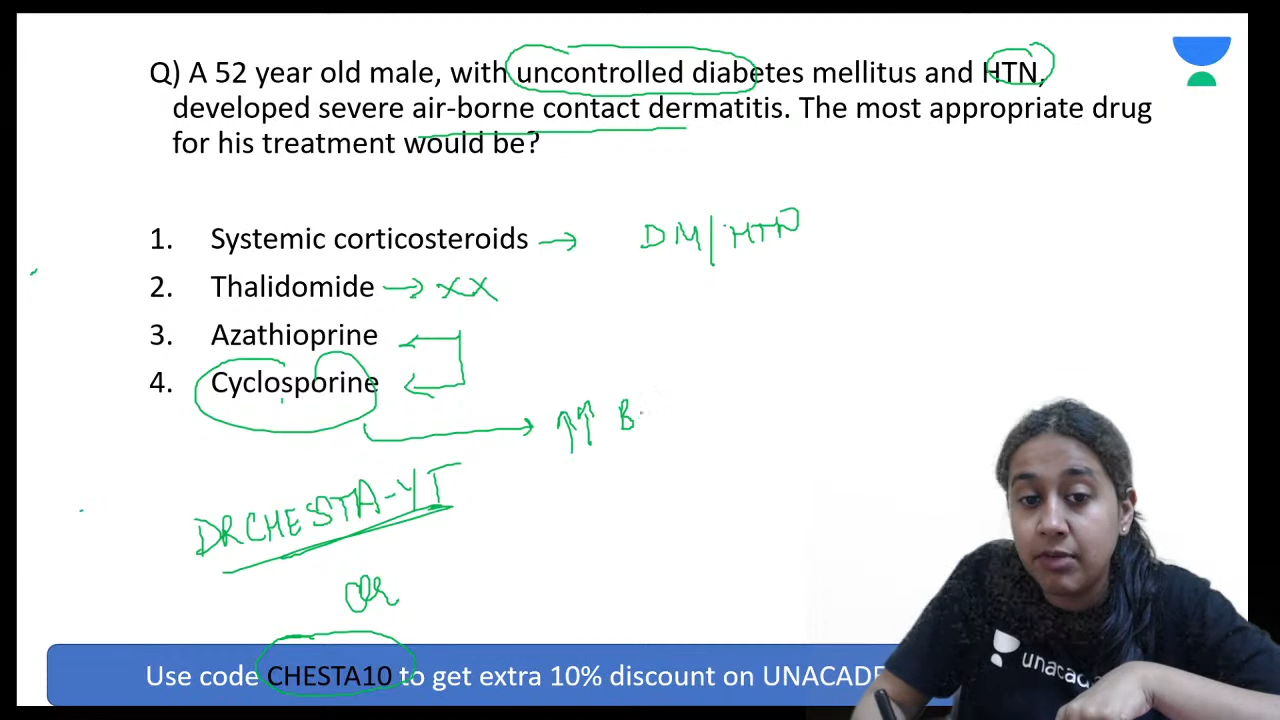 Q) A 52 year old male, with uncontrolled diabetes mellitus and HTN,
developed severe air-borne contact dermatitis. The most appropriate drug
for his treatment would be?
1. Systemic corticosteroids → DM/HTN
2. Thalidomide → XX
3. Azathioprine
4. Cyclosporine
↑↑ B
DRCHESTA-YT
OR
Use code CHESTA10 to get extra 10% discount on UNACADE
unacad